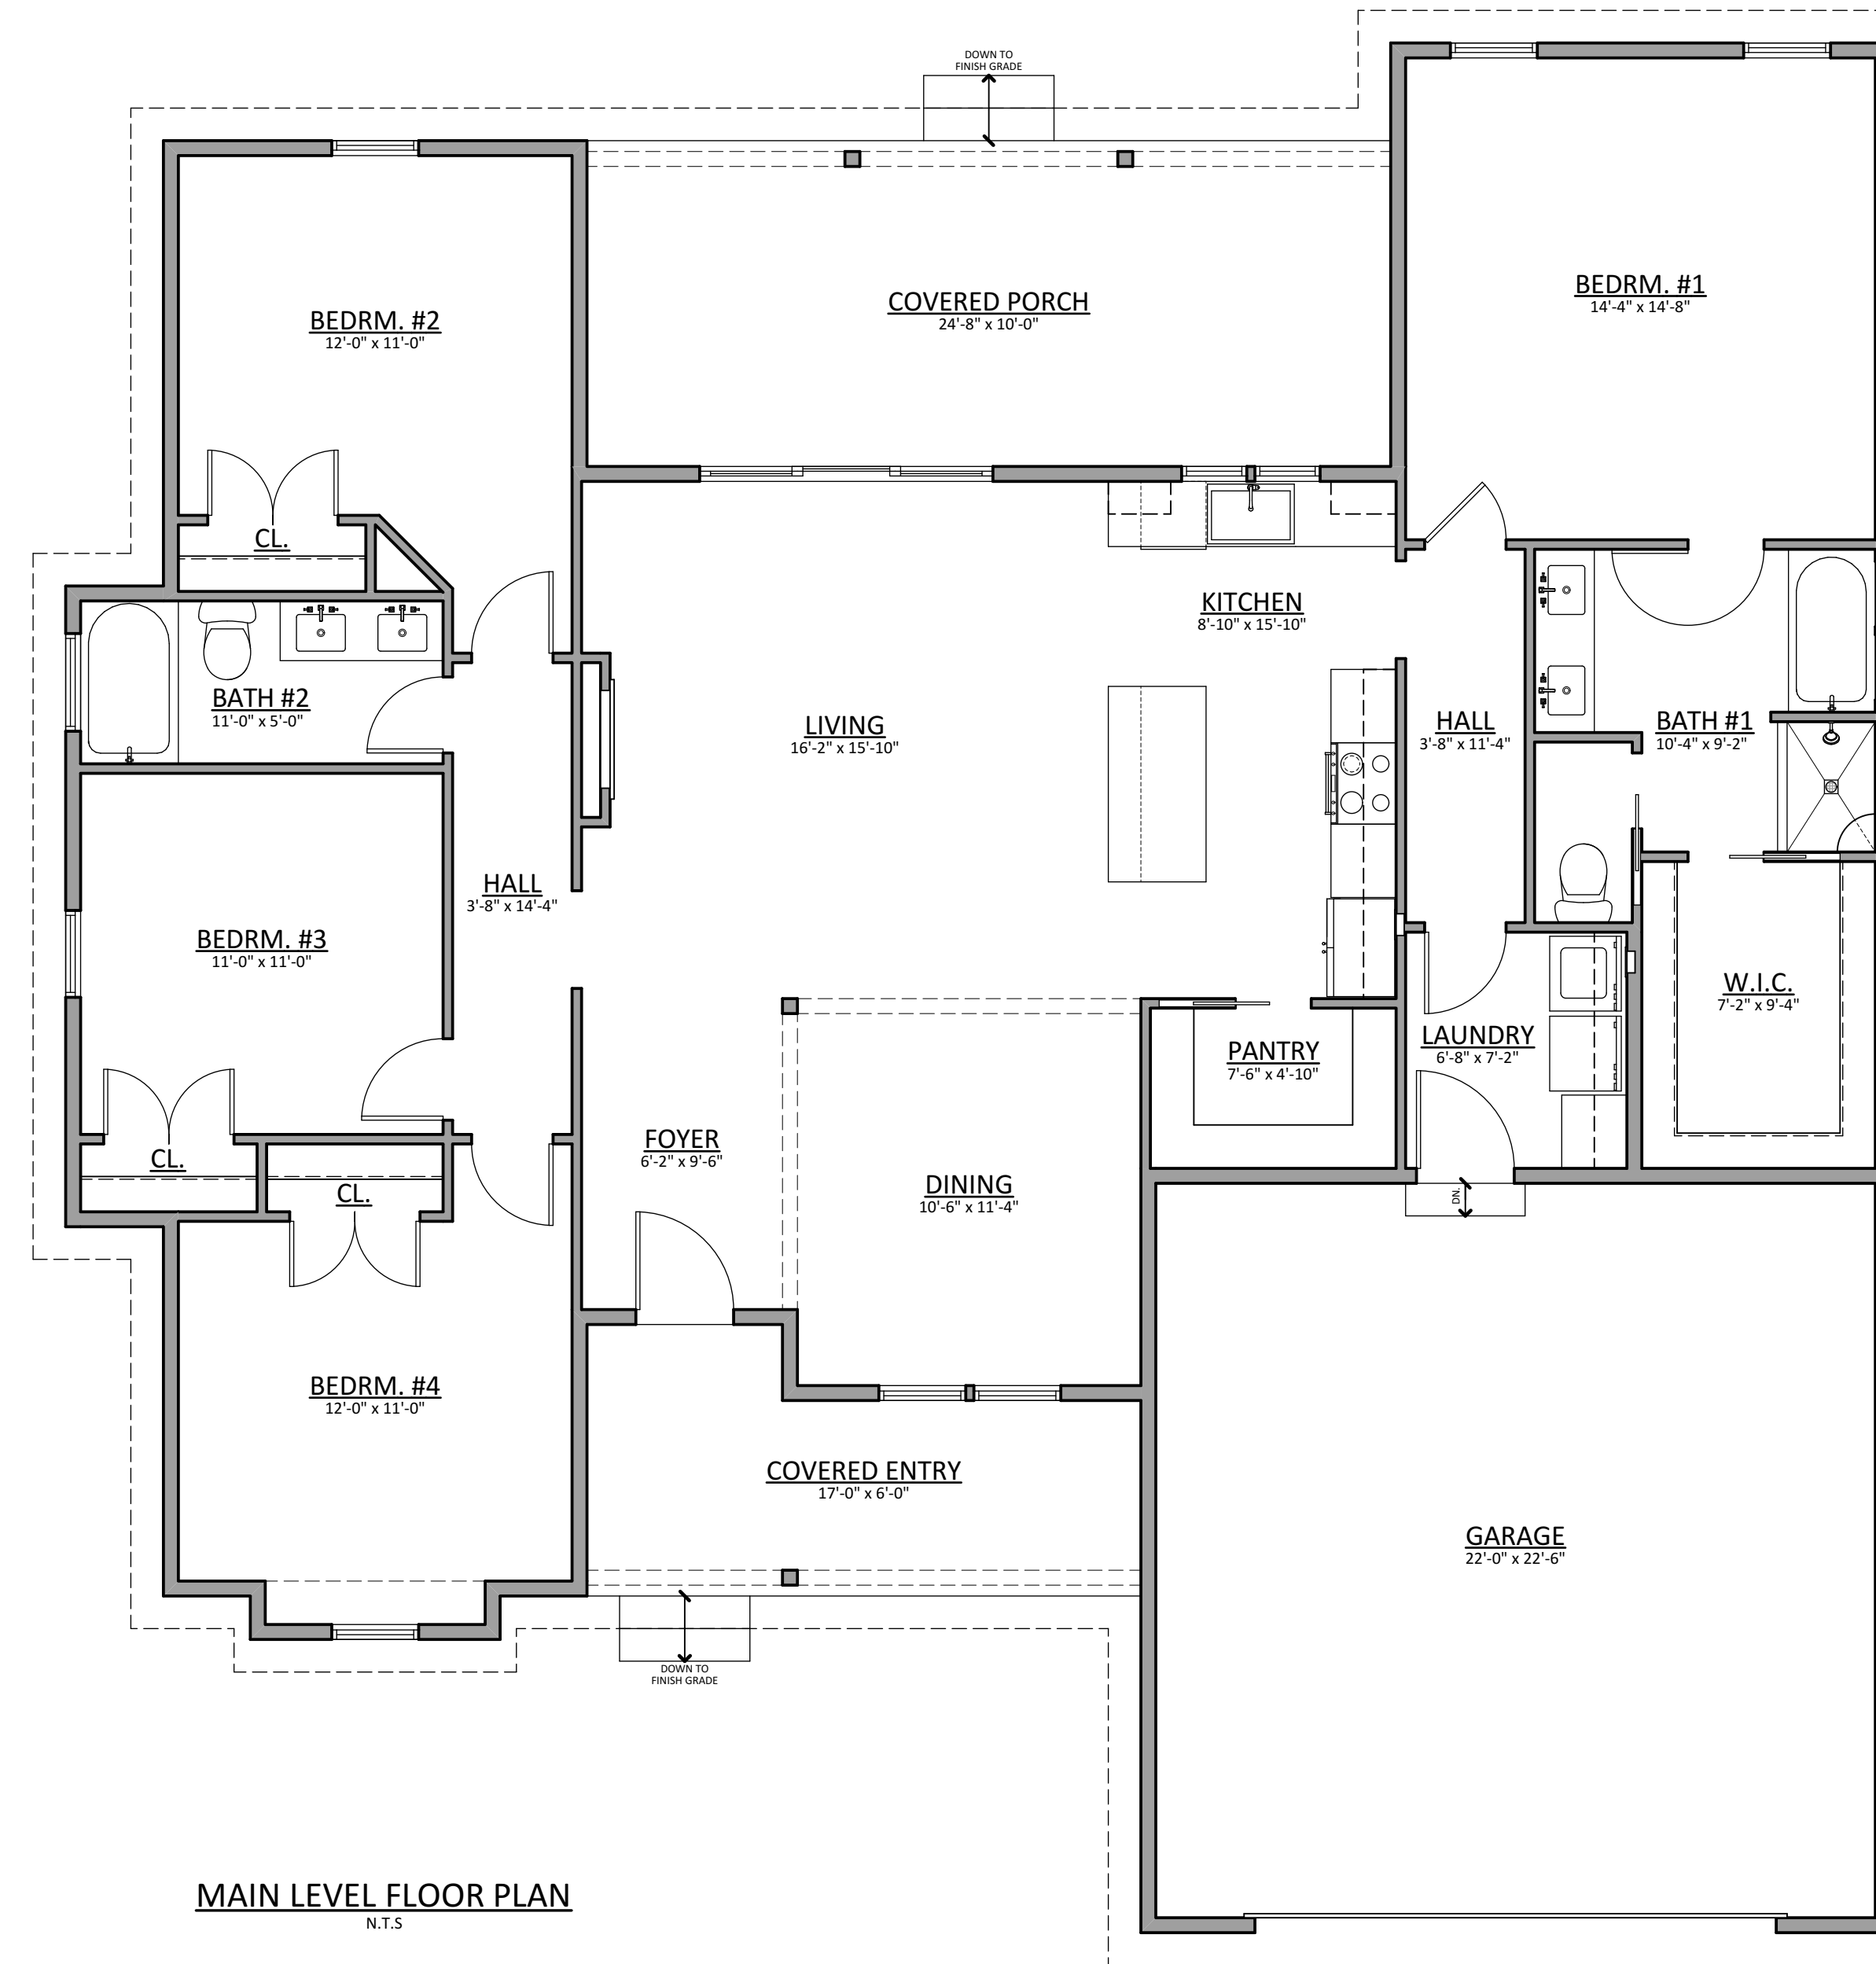 DOWN TO
FINISH GRADE
BEDRM. #1
14'-4" x 14'-8"
COVERED PORCH
24'-8" x 10'-0"
BEDRM. #2
12'-0" x 11'-0"
CL.
KITCHEN
8'-10" x 15'-10"
BATH #2
11'-0" x 5'-0"
LIVING
16'-2" x 15'-10"
HALL
3'-8" x 11'-4"
BATH #1
10'-4" x 9'-2"
HALL
3'-8" x 14'-4"
BEDRM. #3
11'-0" x 11'-0"
W.I.C.
7'-2" x 9'-4"
LAUNDRY
6'-8" x 7'-2"
PANTRY
7'-6" x 4'-10"
FOYER
6'-2" x 9'-6"
CL.
CL.
DINING
10'-6" x 11'-4"
DN.
BEDRM. #4
12'-0" x 11'-0"
COVERED ENTRY
17'-0" x 6'-0"
GARAGE
22'-0" x 22'-6"
DOWN TO
FINISH GRADE
MAIN LEVEL FLOOR PLAN
N.T.S